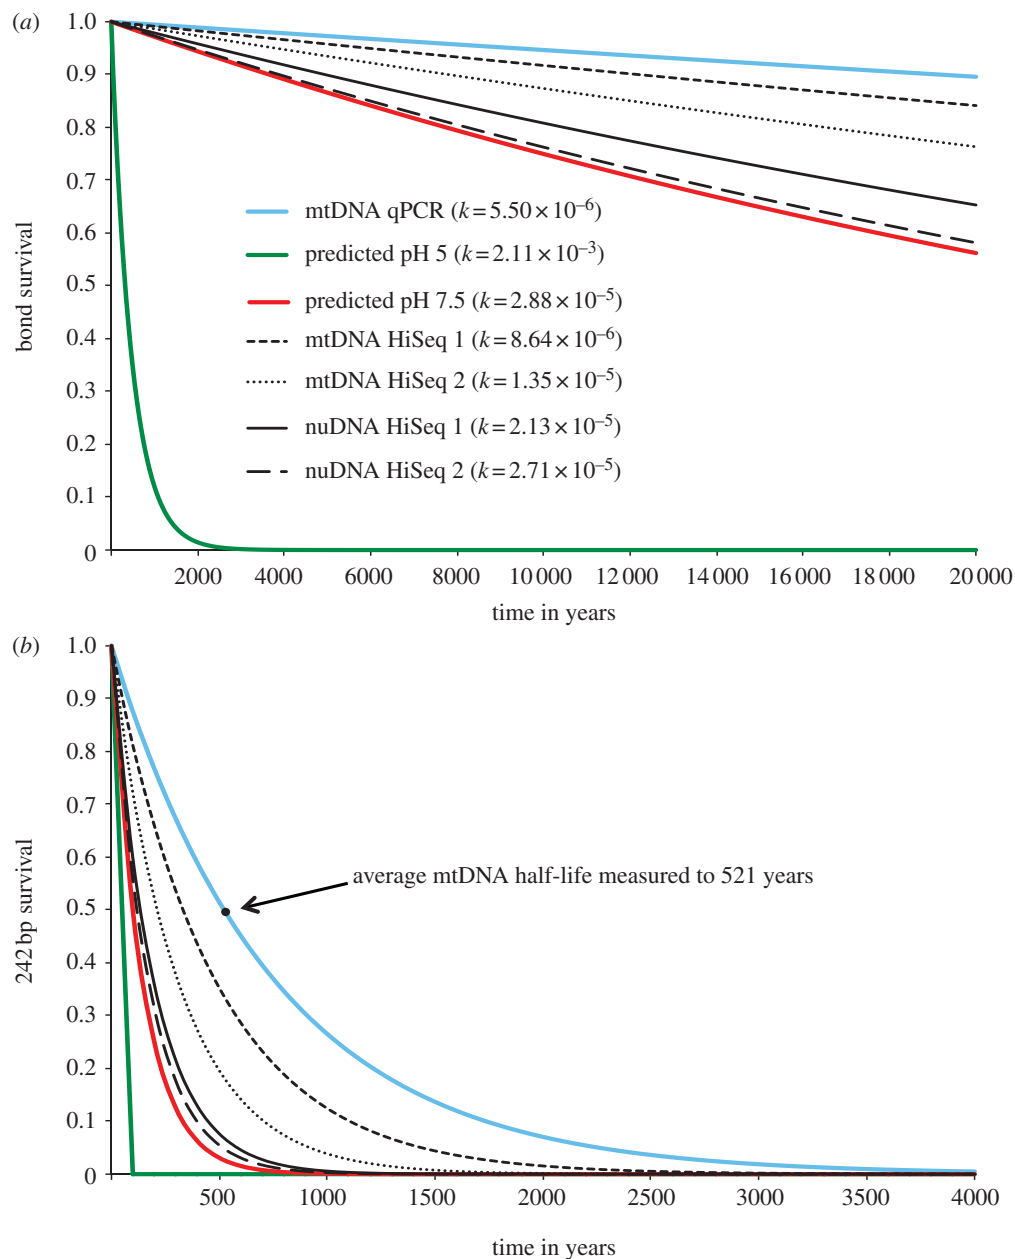 (a)
1.0
0.9
0.8
0.7
0.6
0.5
0.4
0.3
0.2
0.1
0
bond survival
mtDNA qPCR (k = 5.50 × 10⁻⁶)
predicted pH 5 (k = 2.11 × 10⁻³)
predicted pH 7.5 (k = 2.88 × 10⁻⁵)
mtDNA HiSeq 1 (k = 8.64 × 10⁻⁶)
mtDNA HiSeq 2 (k = 1.35 × 10⁻⁵)
nuDNA HiSeq 1 (k = 2.13 × 10⁻⁵)
nuDNA HiSeq 2 (k = 2.71 × 10⁻⁵)
2000 4000 6000 8000 10 000 12 000 14 000 16 000 18 000 20 000
time in years
(b)
1.0
0.9
0.8
0.7
0.6
0.5
0.4
0.3
0.2
0.1
0
242 bp survival
average mtDNA half-life measured to 521 years
500 1000 1500 2000 2500 3000 3500 4000
time in years